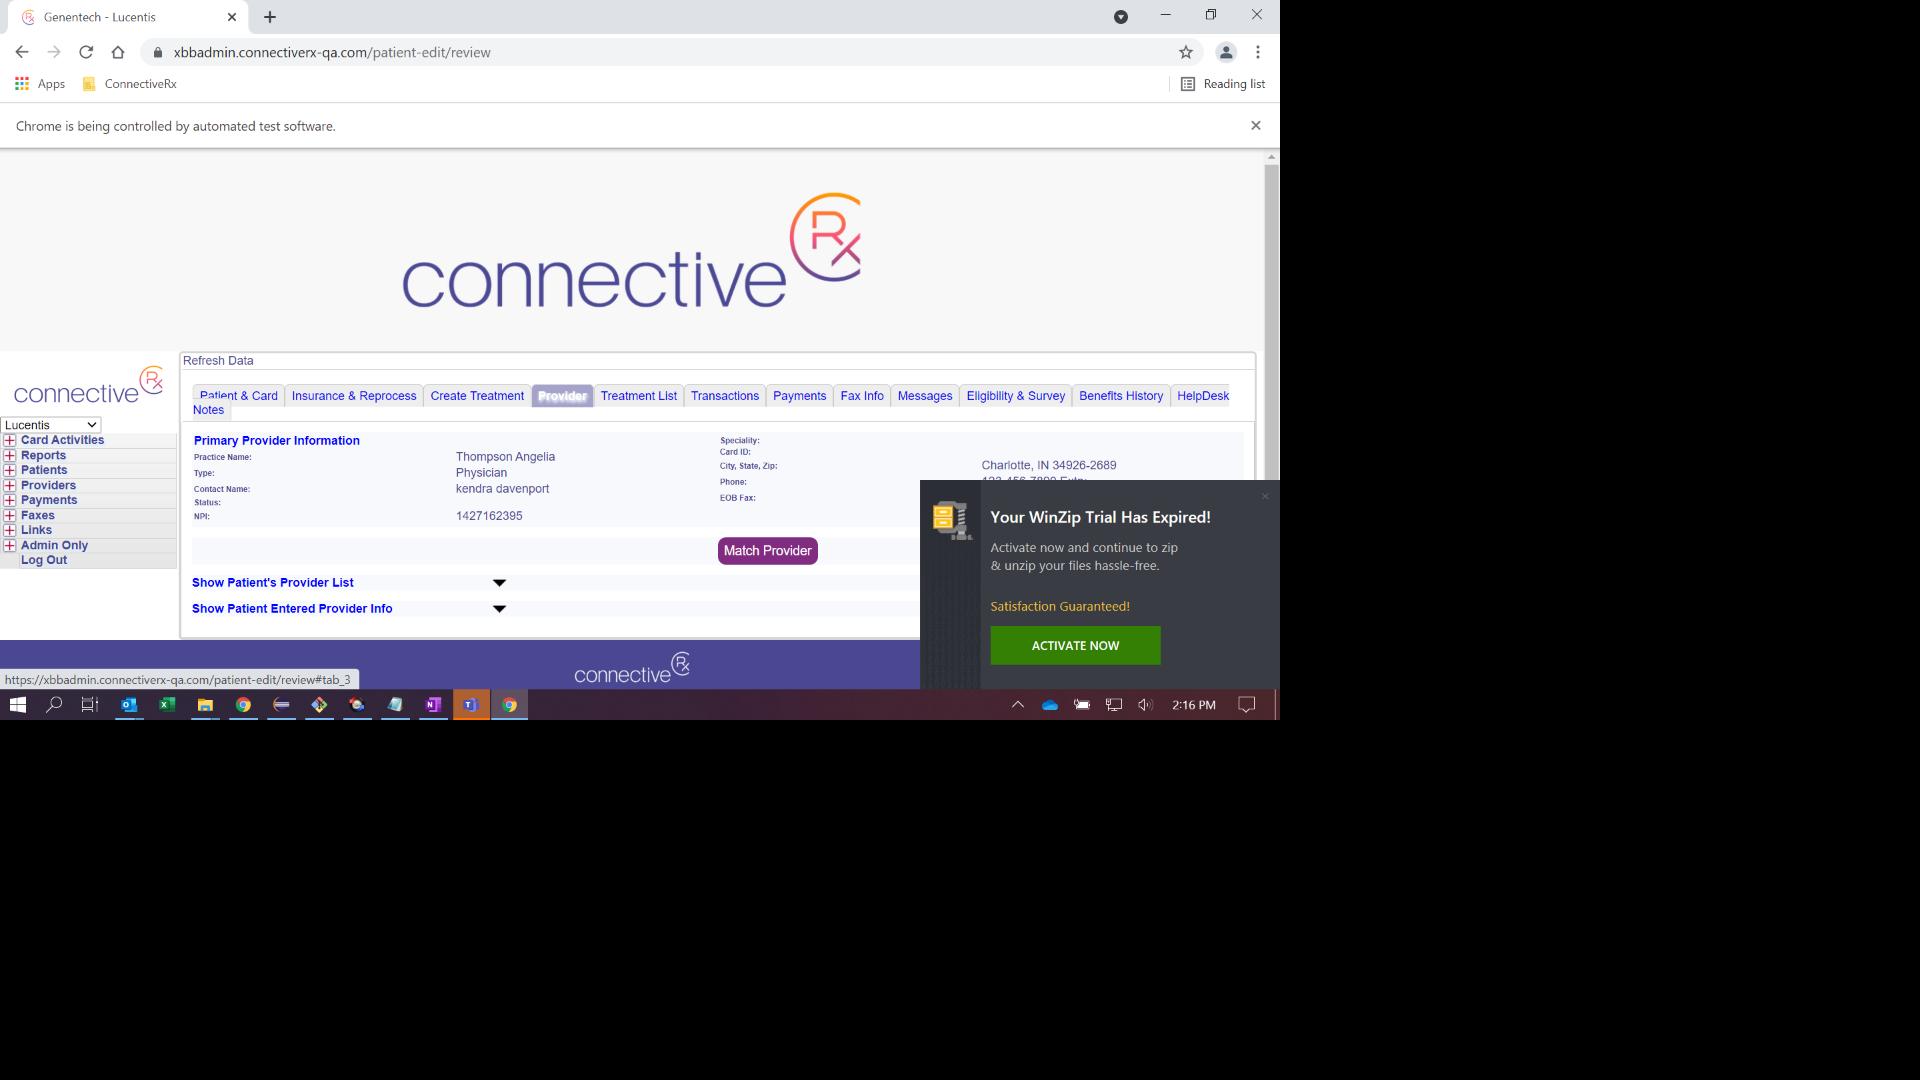 Genentech - Lucentis
xbbadmin.connectiverx-qa.com/patient-edit/review
Apps ConnectiveRx Reading list
Chrome is being controlled by automated test software.
connective Rx
connective Rx
Refresh Data
Patient & Card Insurance & Reprocess Create Treatment Provider Treatment List Transactions Payments Fax Info Messages Eligibility & Survey Benefits History HelpDesk
Notes
Lucentis
Card Activities
Reports
Patients
Providers
Payments
Faxes
Links
Admin Only
Log Out
Primary Provider Information
Practice Name: Thompson Angelia
Type: Physician
Contact Name: kendra davenport
Status:
NPI: 1427162395
Speciality:
Card ID:
City, State, Zip: Charlotte, IN 34926-2689
Phone: 123-456-7890 Extn:
EOB Fax:
Match Provider
Show Patient's Provider List
Show Patient Entered Provider Info
Your WinZip Trial Has Expired!
Activate now and continue to zip
& unzip your files hassle-free.
Satisfaction Guaranteed!
ACTIVATE NOW
connective Rx
https://xbbadmin.connectiverx-qa.com/patient-edit/review#tab_3
2:16 PM